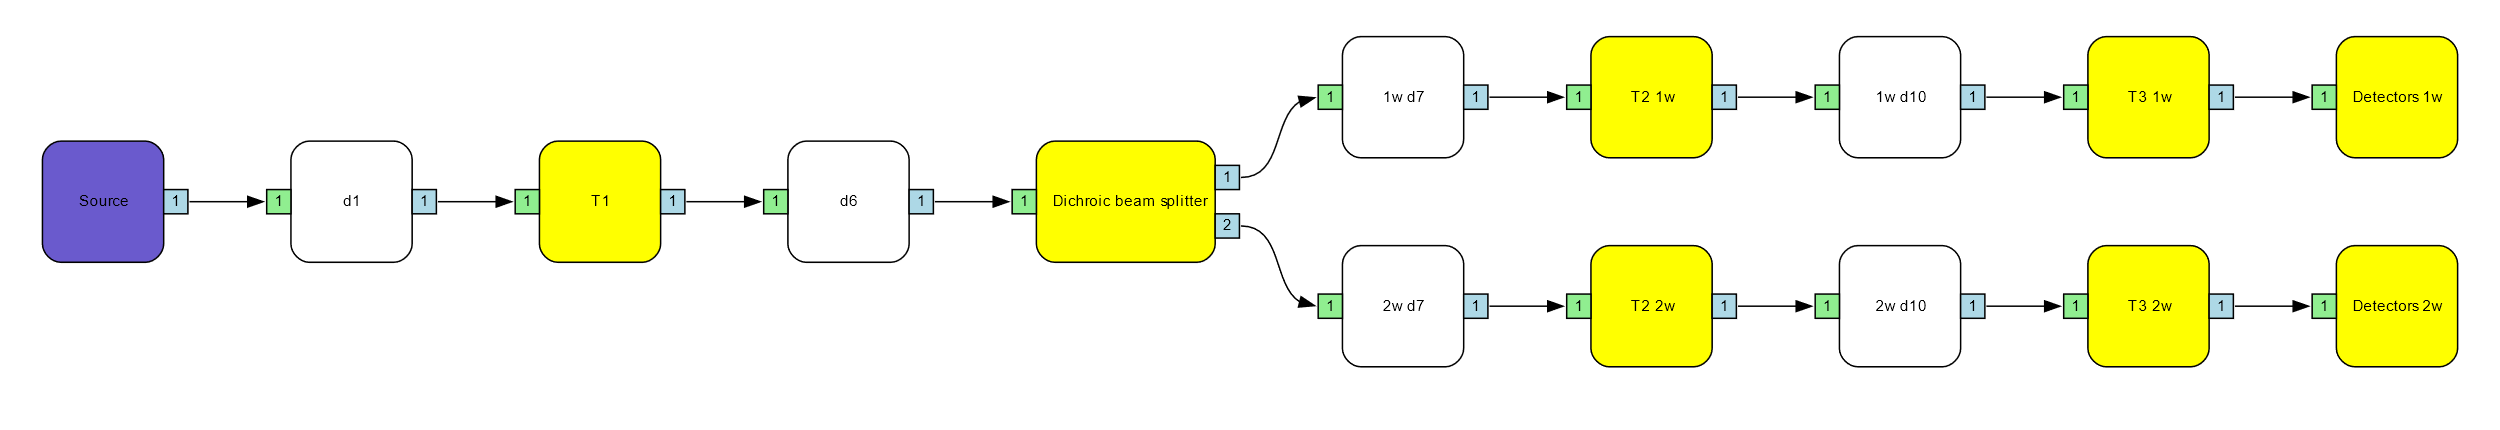 Source 1
1 d1 1
1 T1 1
1 d6 1
1 Dichroic beam splitter 1 2
1 1w d7 1
1 T2 1w 1
1 1w d10 1
1 T3 1w 1
1 Detectors 1w
1 2w d7 1
1 T2 2w 1
1 2w d10 1
1 T3 2w 1
1 Detectors 2w